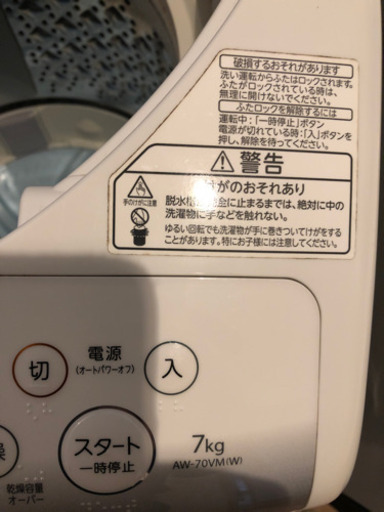 破損するおそれがあります
洗い運転からふたはロックされます。
ふたがロックされている時は、
無理に開けないでください。
ふたロックを解除するには
運転中:「一時停止」ボタン
電源が切れている時:「入」ボタンを
押し、解除を待ってください。
警告
手のけがに注意
けがのおそれあり
脱水槽が完全に止まるまでは、絶対に中の
洗濯物に手などを触れない。
ゆるい回転でも洗濯物が手に巻きついてけがをする
ことがあります。特にお子様には注意してください。
切
電源
(オートパワーオフ)
入
スタート
一時停止
7kg
AW-70VM(W)
乾燥容量
オーバー